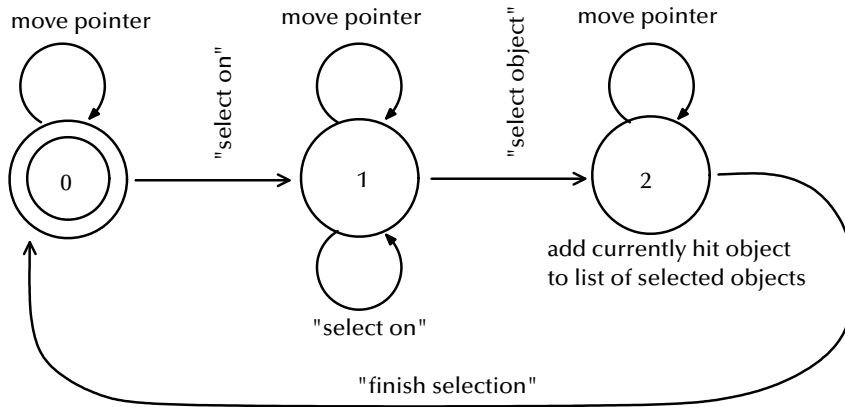 move pointer
move pointer
move pointer
"select on"
"select object"
0
1
2
add currently hit object
to list of selected objects
"select on"
"finish selection"